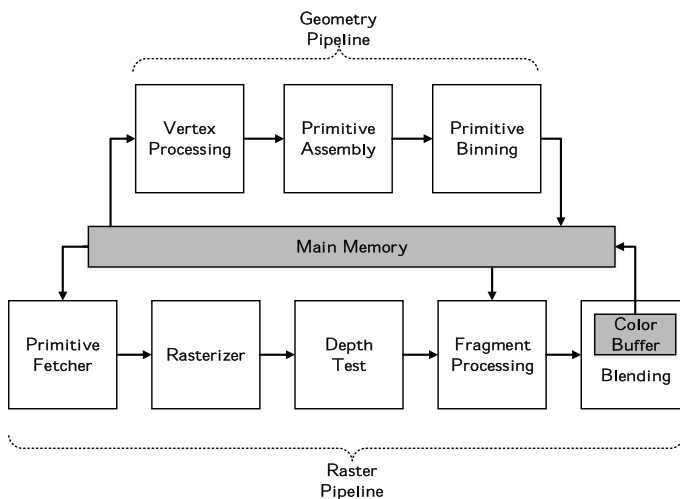 Geometry
Pipeline
Vertex
Processing
Primitive
Assembly
Primitive
Binning
Main Memory
Primitive
Fetcher
Rasterizer
Depth
Test
Fragment
Processing
Color
Buffer
Blending
Raster
Pipeline